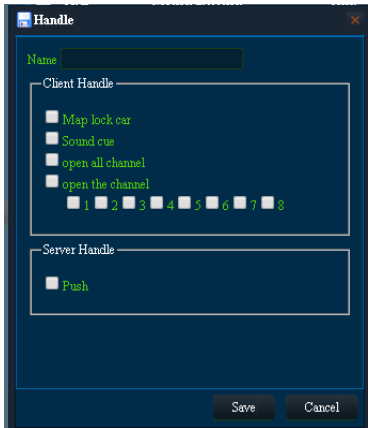 Handle
Name
Client Handle
Map lock car
Sound cue
open all channel
open the channel
1 2 3 4 5 6 7 8
Server Handle
Push
Save Cancel